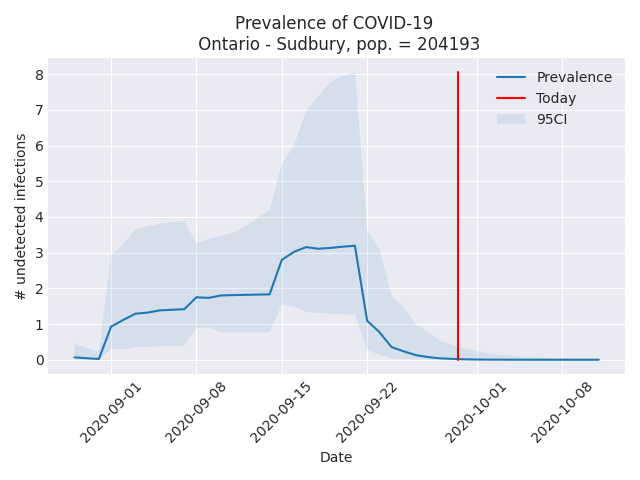 Prevalence of COVID-19
Ontario - Sudbury, pop. = 204193
# undetected infections
8
7
6
5
4
3
2
1
0
Prevalence
Today
95CI
2020-09-01
2020-09-08
2020-09-15
2020-09-22
2020-10-01
2020-10-08
Date